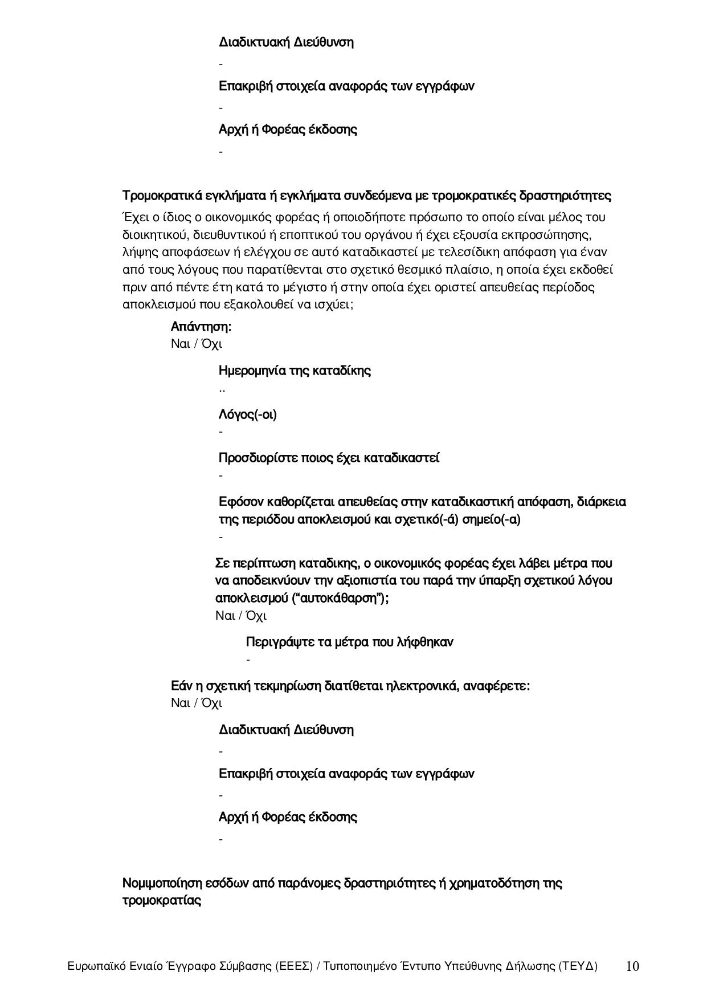 Διαδικτυακή Διεύθυνση
-
Επακριβή στοιχεία αναφοράς των εγγράφων
-
Αρχή ή Φορέας έκδοσης
-
Τρομοκρατικά εγκλήματα ή εγκλήματα συνδεόμενα με τρομοκρατικές δραστηριότητες
Έχει ο ίδιος ο οικονομικός φορέας ή οποιοδήποτε πρόσωπο το οποίο είναι μέλος του
διοικητικού, διευθυντικού ή εποπτικού του οργάνου ή έχει εξουσία εκπροσώπησης,
λήψης αποφάσεων ή ελέγχου σε αυτό καταδικαστεί με τελεσίδικη απόφαση για έναν
από τους λόγους που παρατίθενται στο σχετικό θεσμικό πλαίσιο, η οποία έχει εκδοθεί
πριν από πέντε έτη κατά το μέγιστο ή στην οποία έχει οριστεί απευθείας περίοδος
αποκλεισμού που εξακολουθεί να ισχύει;
Απάντηση:
Ναι / Όχι
Ημερομηνία της καταδίκης
..
Λόγος(-οι)
-
Προσδιορίστε ποιος έχει καταδικαστεί
-
Εφόσον καθορίζεται απευθείας στην καταδικαστική απόφαση, διάρκεια
της περιόδου αποκλεισμού και σχετικό(-ά) σημείο(-α)
-
Σε περίπτωση καταδικης, ο οικονομικός φορέας έχει λάβει μέτρα που
να αποδεικνύουν την αξιοπιστία του παρά την ύπαρξη σχετικού λόγου
αποκλεισμού (“αυτοκάθαρση”);
Ναι / Όχι
Περιγράψτε τα μέτρα που λήφθηκαν
-
Εάν η σχετική τεκμηρίωση διατίθεται ηλεκτρονικά, αναφέρετε:
Ναι / Όχι
Διαδικτυακή Διεύθυνση
-
Επακριβή στοιχεία αναφοράς των εγγράφων
-
Αρχή ή Φορέας έκδοσης
-
Νομιμοποίηση εσόδων από παράνομες δραστηριότητες ή χρηματοδότηση της
τρομοκρατίας
Ευρωπαϊκό Ενιαίο Έγγραφο Σύμβασης (ΕΕΕΣ) / Τυποποιημένο Έντυπο Υπεύθυνης Δήλωσης (ΤΕΥΔ) 10